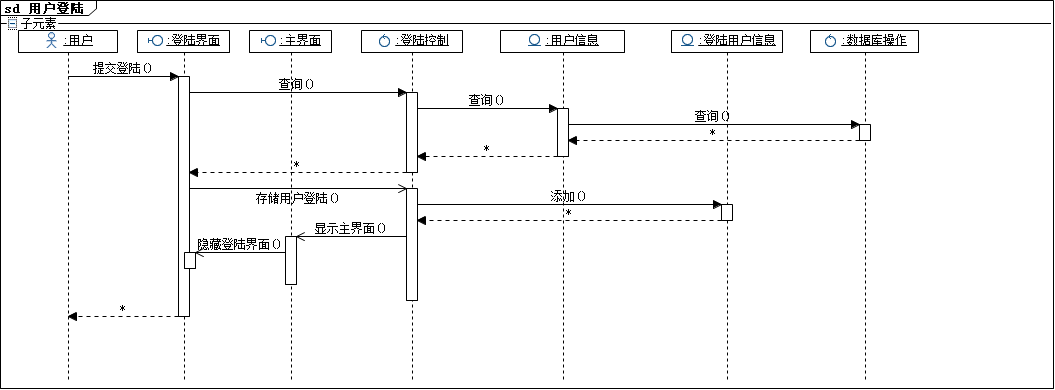 sd 用户登陆
子元素
:用户
:登陆界面
:主界面
:登陆控制
:用户信息
:登陆用户信息
:数据库操作
提交登陆()
查询()
查询()
查询()
*
*
*
存储用户登陆()
添加()
*
显示主界面()
隐藏登陆界面()
*